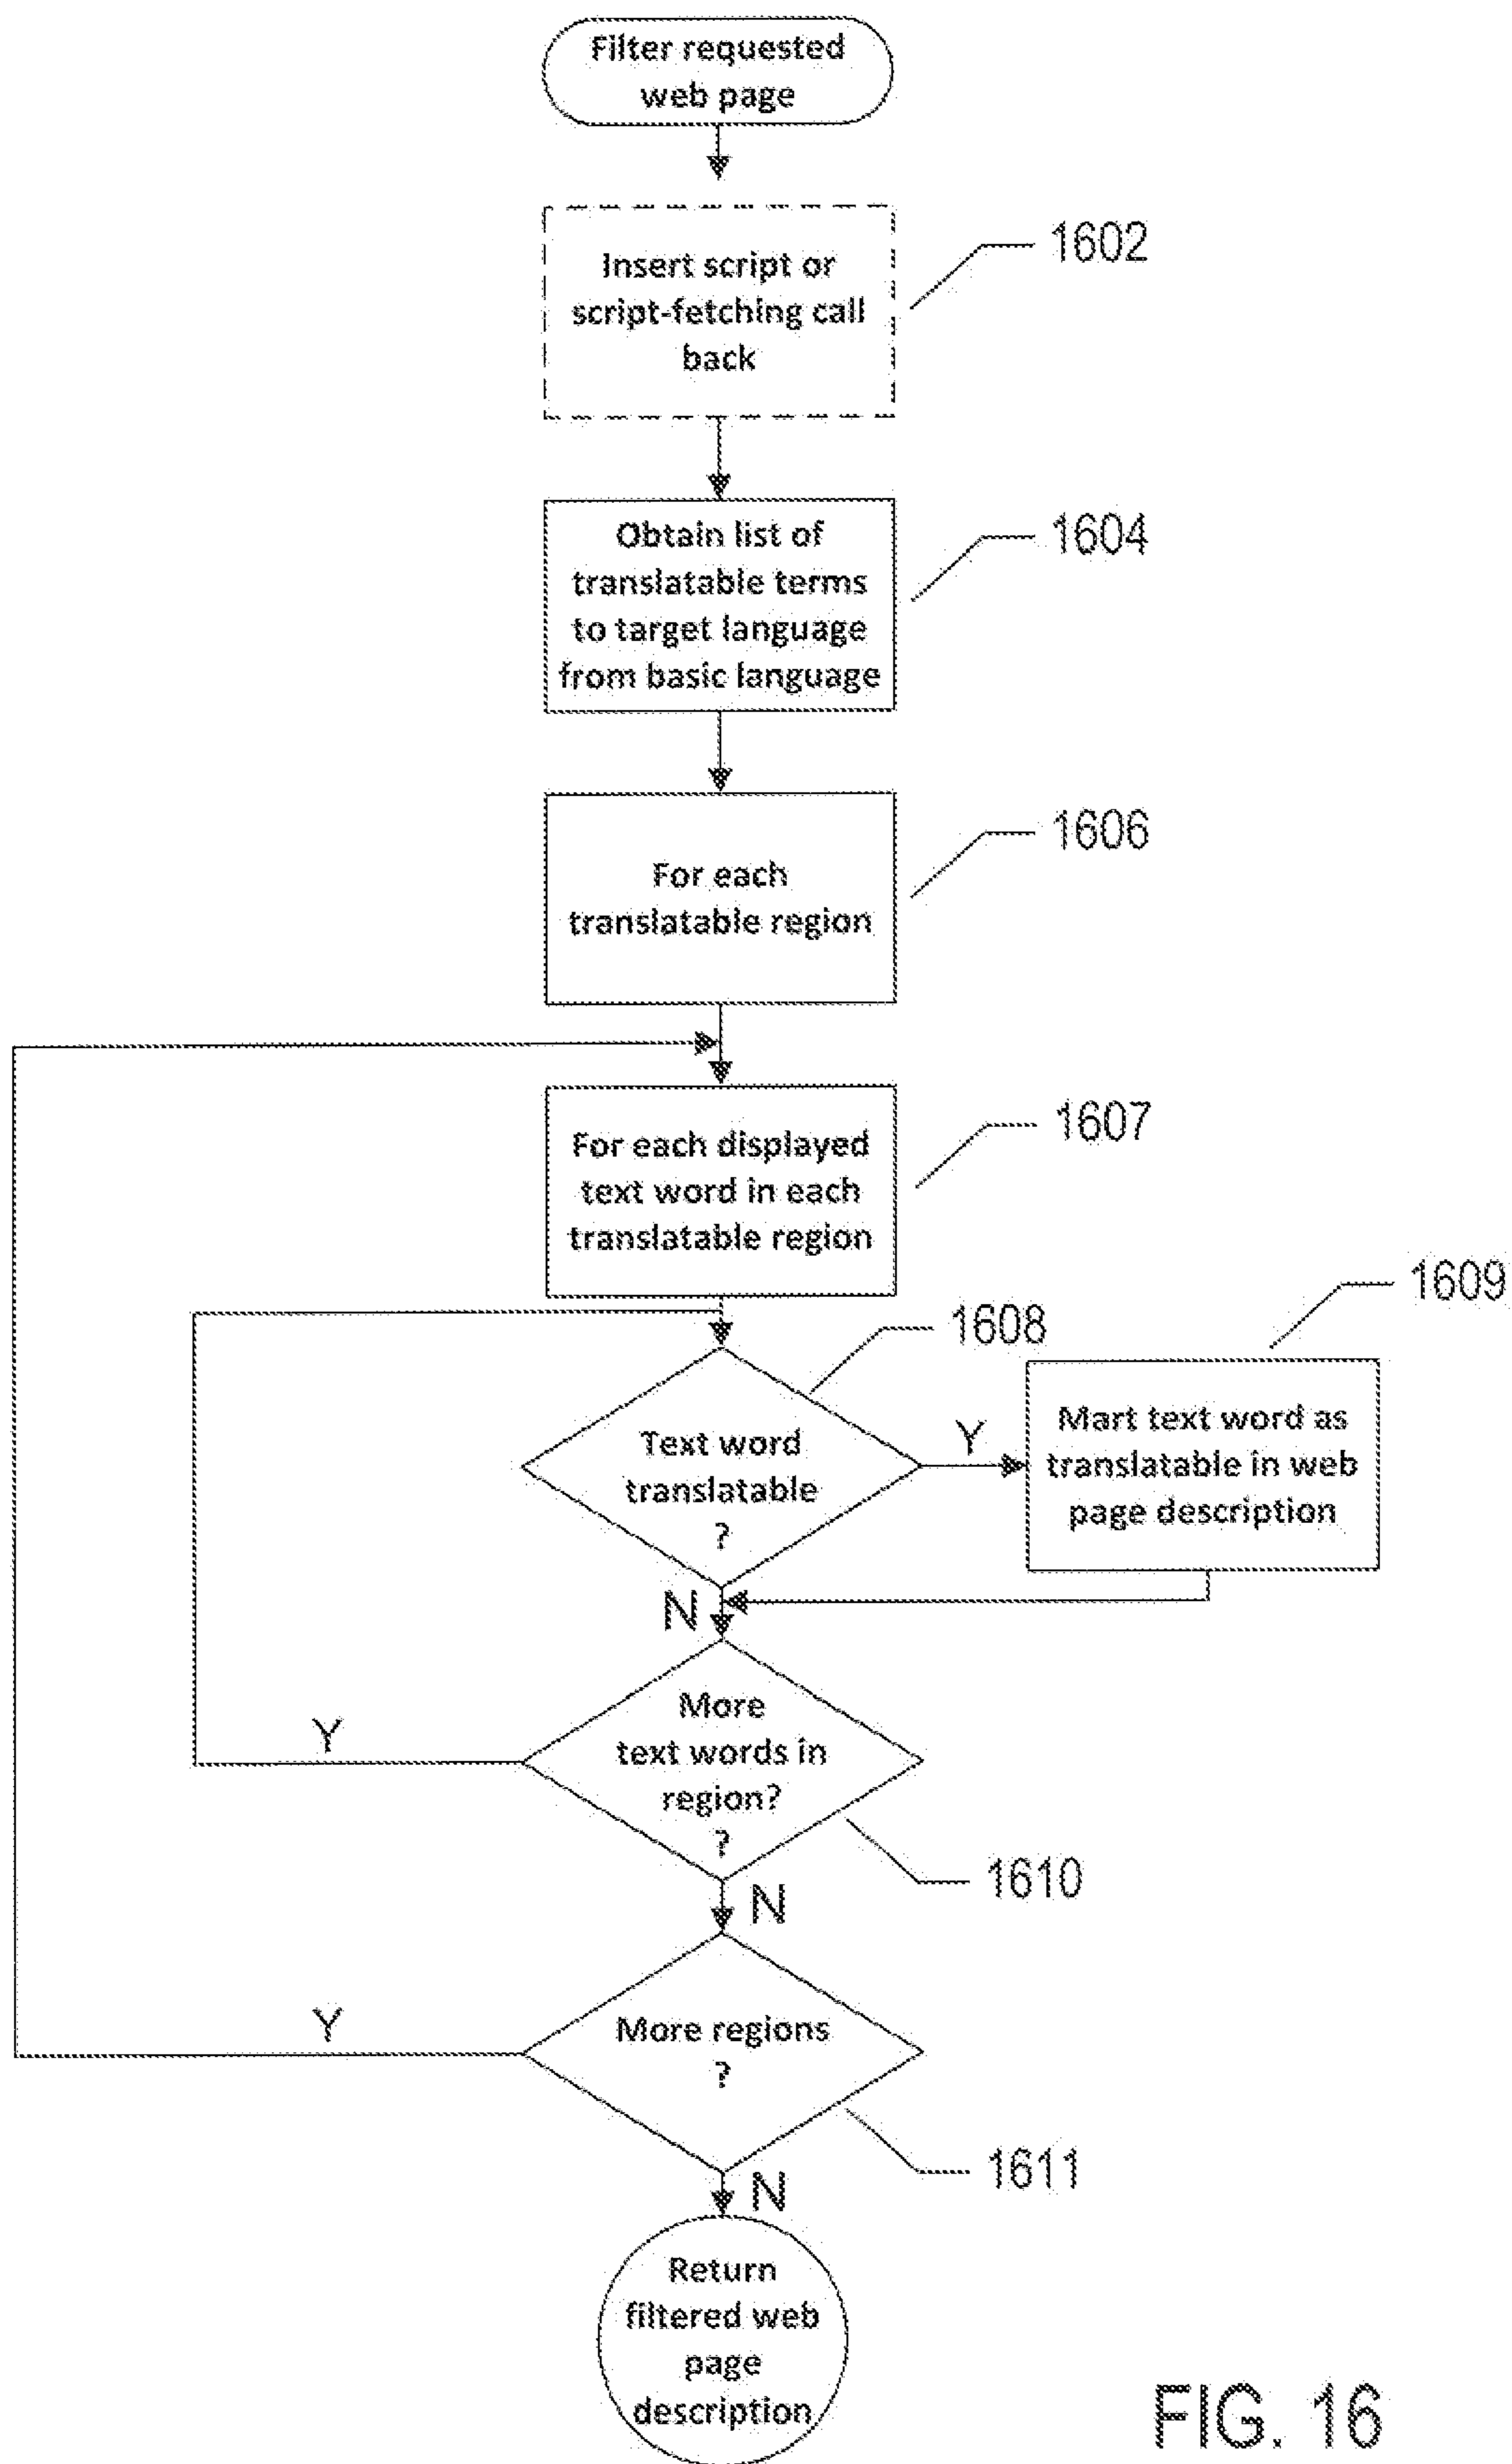 Filter requested
web page
Insert script or
script-fetching call
back
1602
Obtain list of
translatable terms
to target language
from basic language
1604
For each
translatable region
1606
For each displayed
text word in each
translatable region
1607
Text word
translatable
?
1608
Y
Mart text word as
translatable in web
page description
1609
N
More
text words in
region?
?
Y
1610
N
More regions
?
Y
1611
N
Return
filtered web
page
description
FIG. 16